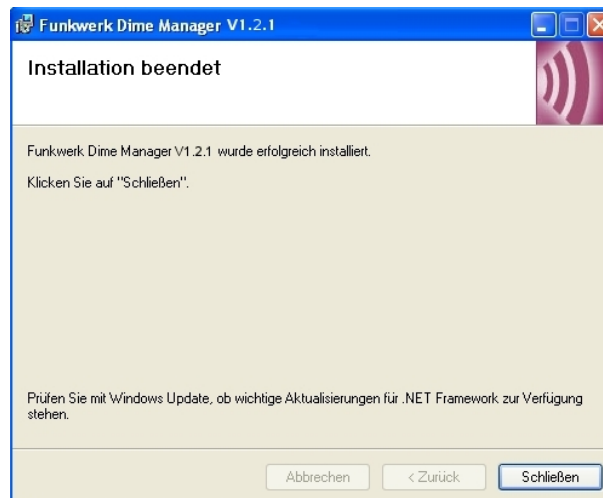 Funkwerk Dime Manager V1.2.1
Installation beendet
Funkwerk Dime Manager V1.2.1 wurde erfolgreich installiert.
Klicken Sie auf "Schließen".
Prüfen Sie mit Windows Update, ob wichtige Aktualisierungen für .NET Framework zur Verfügung
stehen.
Abbrechen < Zurück Schließen